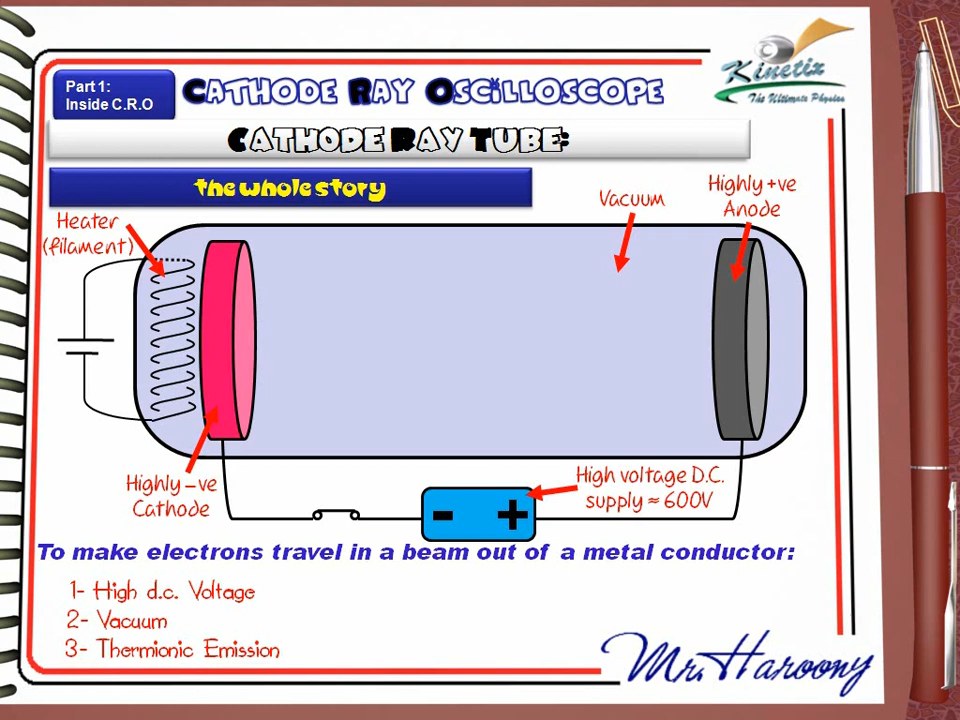 Part 1:
Inside C.R.O
Cathode Ray Oscilloscope
Kinetix
The Ultimate Physics
Cathode Ray Tube:
the whole story
Heater
(filament)
Vacuum
Highly +ve
Anode
Highly –ve
Cathode
High voltage D.C.
supply ≈ 600V
- +
To make electrons travel in a beam out of a metal conductor:
1- High d.c. Voltage
2- Vacuum
3- Thermionic Emission
Mr. Haroony